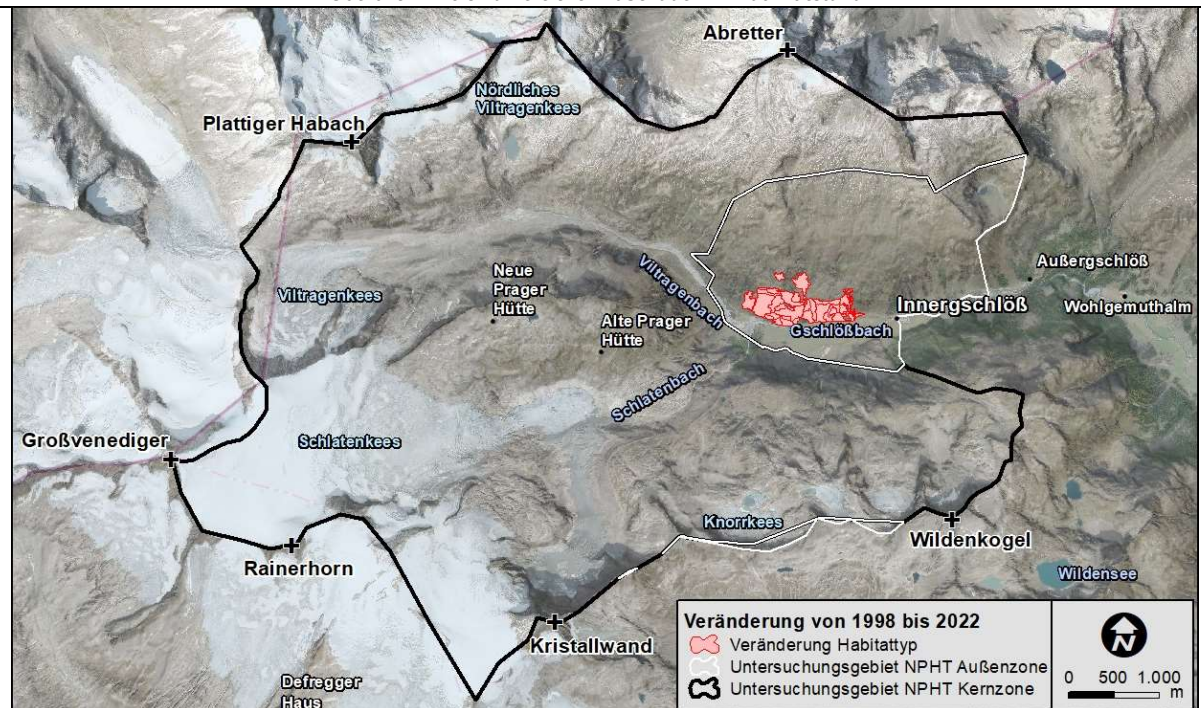 Abretter
Nördliches
Viltragenkees
Plattiger Habach
Außergschlöß
Neue
Prager
Hütte
Viltragenkees
Viltragenbach
Innergschlöß
Wohlgemuthalm
Alte Prager
Hütte
Gschlößbach
Schlatenbach
Großvenediger
Schlatenkees
Knorrkees
Wildenkogel
Rainerhorn
Wildensee
Kristallwand
Defregger
Haus
Veränderung von 1998 bis 2022
Veränderung Habitattyp
Untersuchungsgebiet NPHT Außenzone
Untersuchungsgebiet NPHT Kernzone
N
0 500 1.000
m